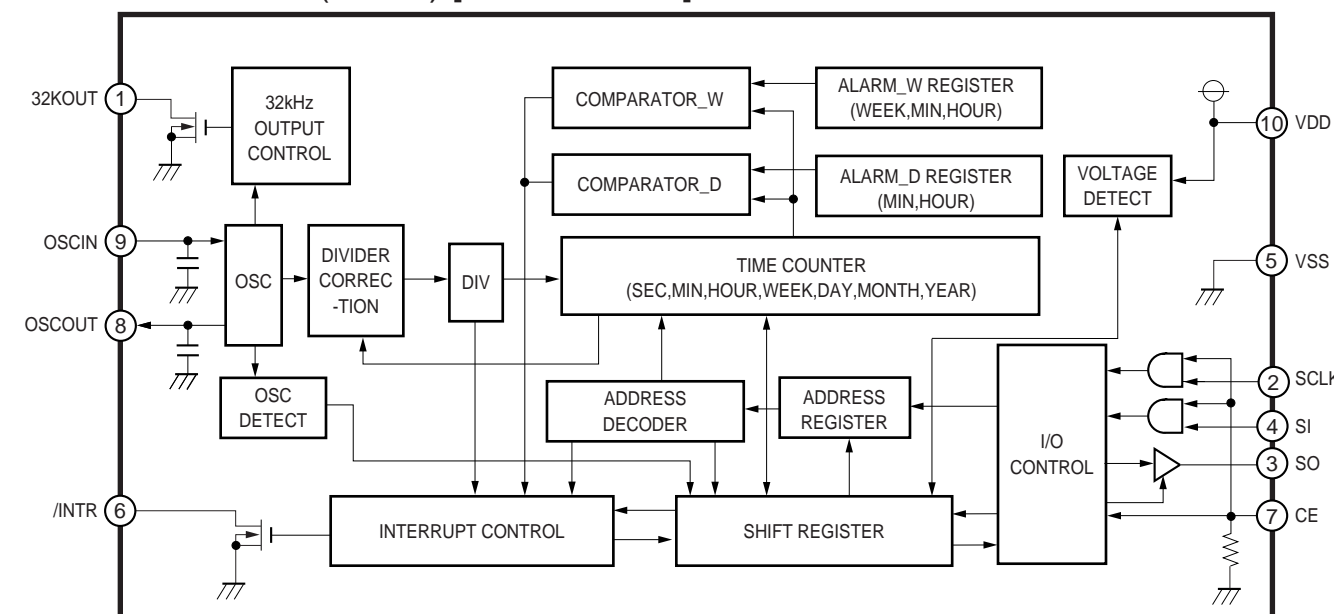 32KOUT
1
32kHz
OUTPUT
CONTROL
COMPARATOR_W
ALARM_W REGISTER
(WEEK,MIN,HOUR)
10
VDD
COMPARATOR_D
ALARM_D REGISTER
(MIN,HOUR)
VOLTAGE
DETECT
OSCIN
9
OSC
DIVIDER
CORREC
-TION
DIV
TIME COUNTER
(SEC,MIN,HOUR,WEEK,DAY,MONTH,YEAR)
5
VSS
OSCOUT
8
OSC
DETECT
ADDRESS
DECODER
ADDRESS
REGISTER
I/O
CONTROL
2
SCLK
4
SI
3
SO
/INTR
6
INTERRUPT CONTROL
SHIFT REGISTER
7
CE